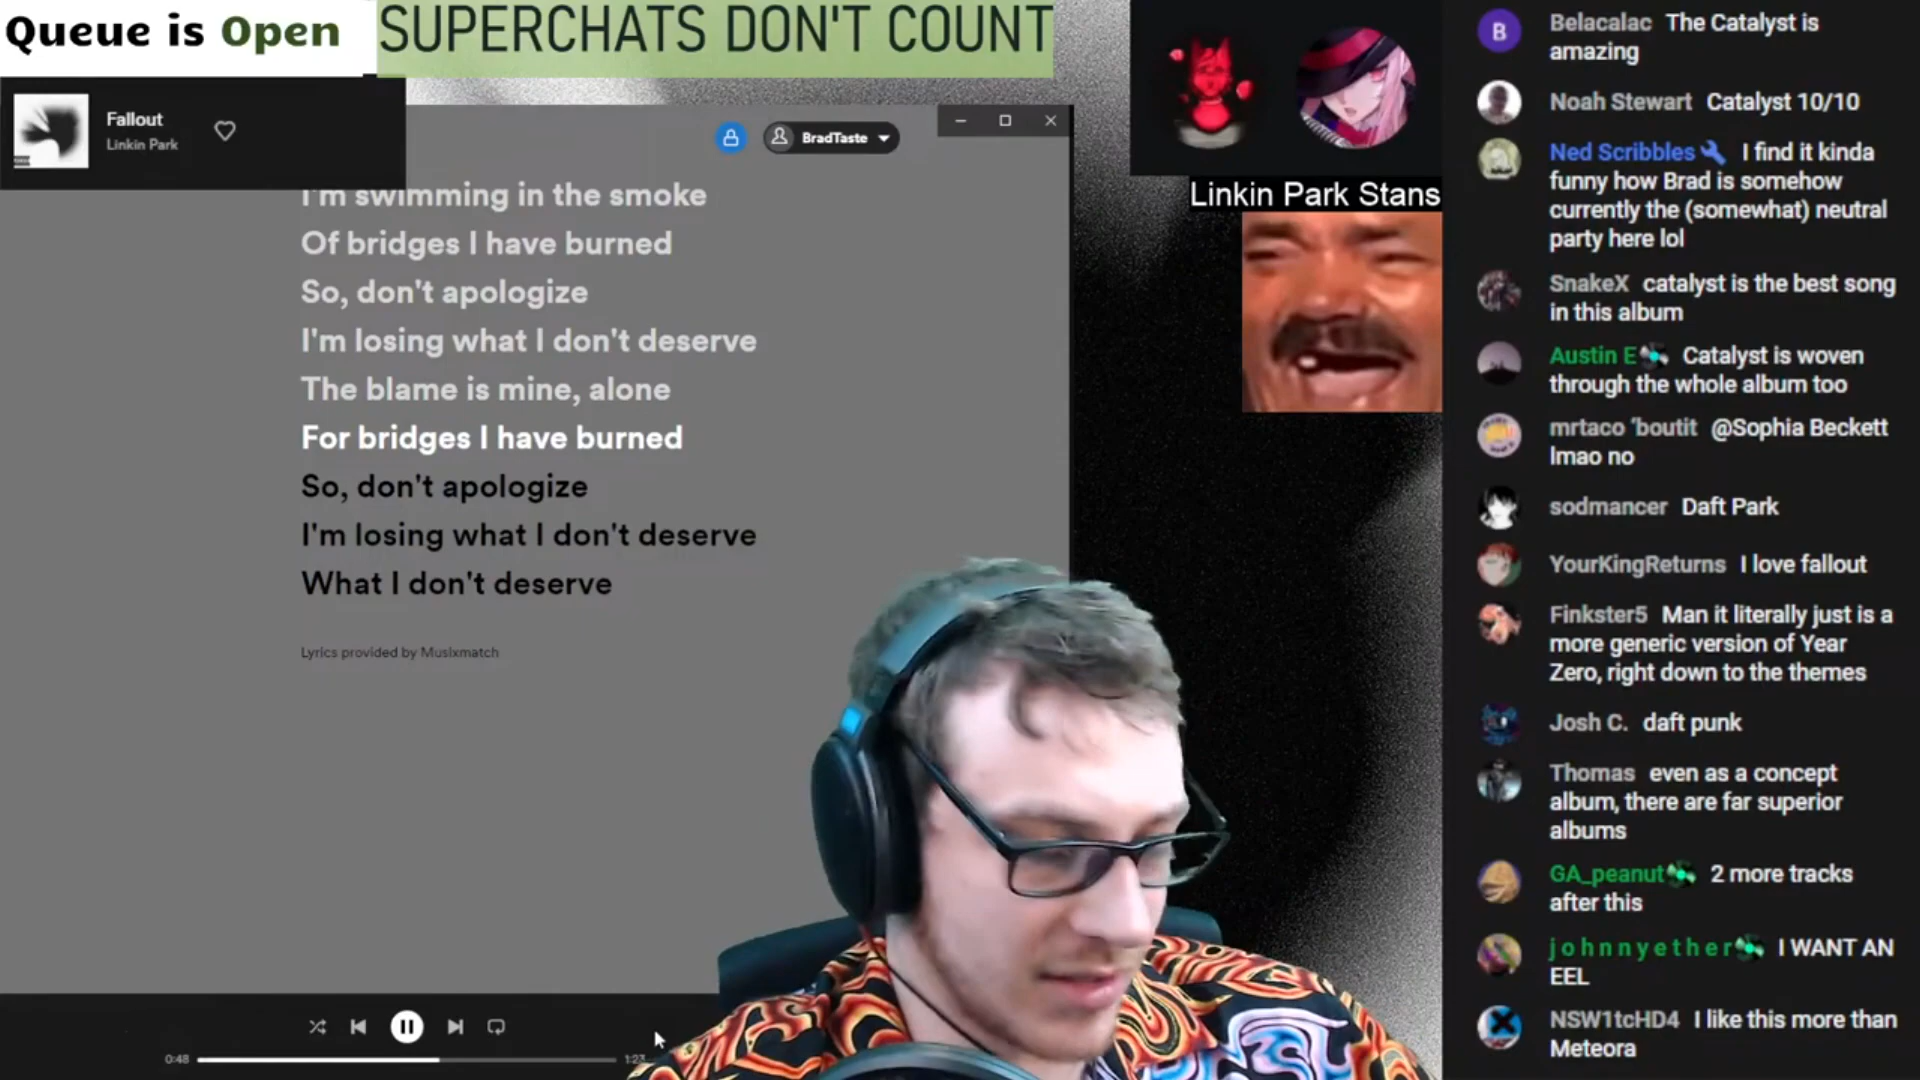 Queue is Open
SUPERCHATS DON'T COUNT
Fallout
Linkin Park
BradTaste
I'm swimming in the smoke
Of bridges I have burned
So, don't apologize
I'm losing what I don't deserve
The blame is mine, alone
For bridges I have burned
So, don't apologize
I'm losing what I don't deserve
What I don't deserve
Lyrics provided by Musixmatch
0:48
1:23
Linkin Park Stans
B
Belacalac The Catalyst is
amazing
Noah Stewart Catalyst 10/10
Ned Scribbles I find it kinda
funny how Brad is somehow
currently the (somewhat) neutral
party here lol
SnakeX catalyst is the best song
in this album
Austin E Catalyst is woven
through the whole album too
mrtaco 'boutit @Sophia Beckett
lmao no
sodmancer Daft Park
YourKingReturns I love fallout
Finkster5 Man it literally just is a
more generic version of Year
Zero, right down to the themes
Josh C. daft punk
Thomas even as a concept
album, there are far superior
albums
GA_peanut 2 more tracks
after this
j o h n n y e t h e r I WANT AN
EEL
NSW1tcHD4 I like this more than
Meteora